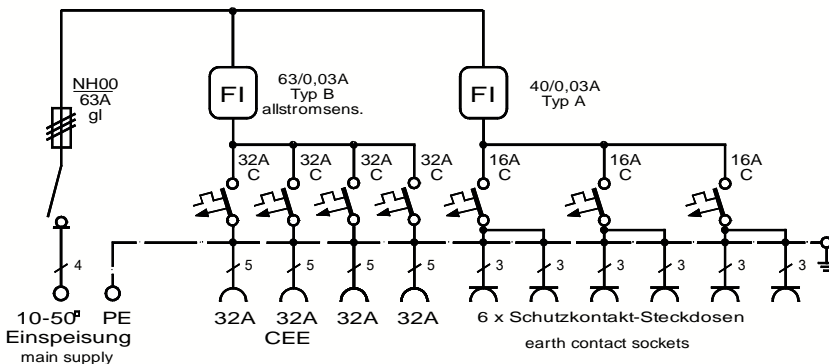 NH00
63A
gl
FI
63/0,03A
Typ B
allstromsens.
FI
40/0,03A
Typ A
32A
C
32A
C
32A
C
32A
C
16A
C
16A
C
16A
C
4
5
5
5
5
3
3
3
3
3
3
10-50¤ PE
Einspeisung
main supply
32A 32A 32A 32A
CEE
6 x Schutzkontakt-Steckdosen
earth contact sockets